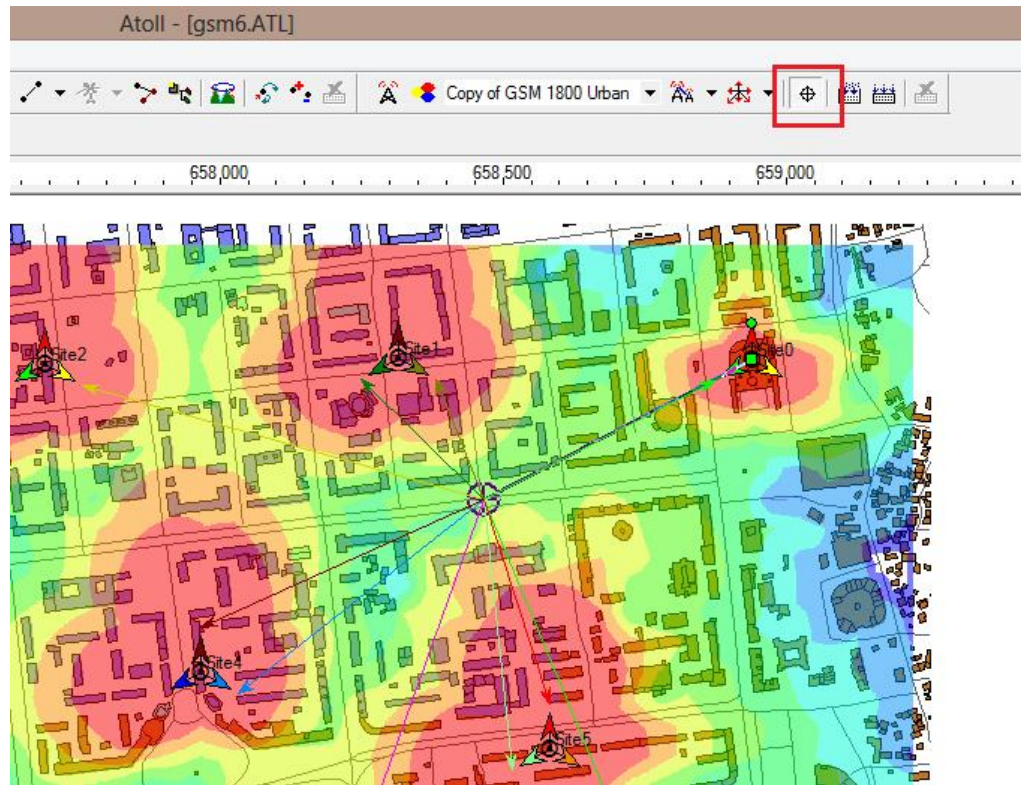 Atoll - [gsm6.ATL]
Copy of GSM 1800 Urban
658,000 658,500 659,000
Site2 Site1 Site0
Site4
Site5